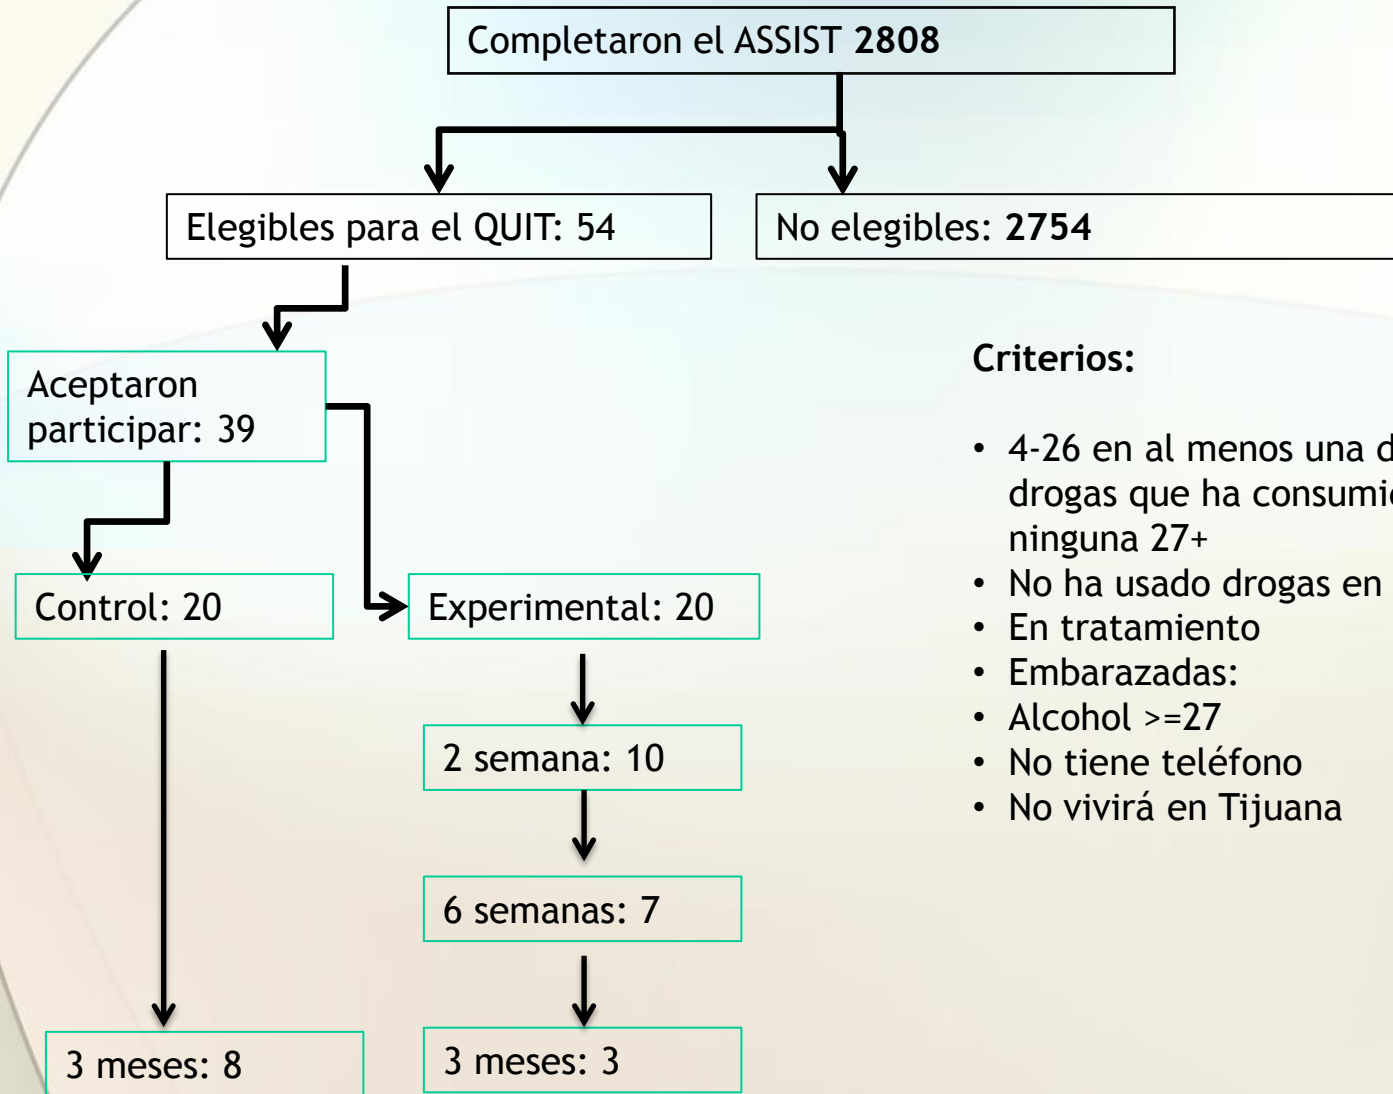 Completaron el ASSIST 2808
Elegibles para el QUIT: 54
No elegibles: 2754
Aceptaron
participar: 39
Control: 20
Experimental: 20
2 semana: 10
6 semanas: 7
3 meses: 8
3 meses: 3
Criterios:
• 4-26 en al menos una
drogas que ha
ninguna 27+
• No ha usado drogas en
• En tratamiento
• Embarazadas:
• Alcohol >=27
• No tiene teléfono
• No vivirá en Tijuana